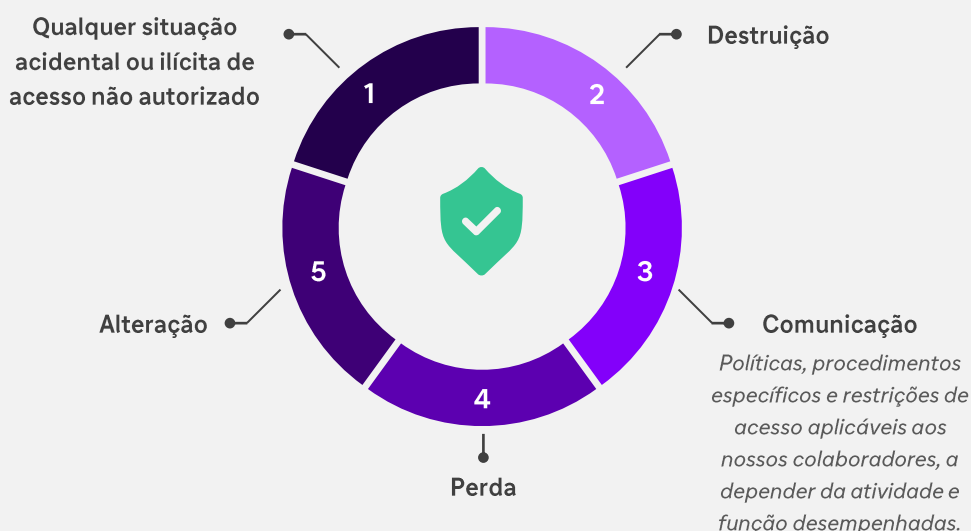 Qualquer situação
acidental ou ilícita de
acesso não autorizado
1
2
Destruição
3
Comunicação
Políticas, procedimentos
específicos e restrições de
acesso aplicáveis aos
nossos colaboradores, a
depender da atividade e
função desempenhadas.
4
Perda
5
Alteração